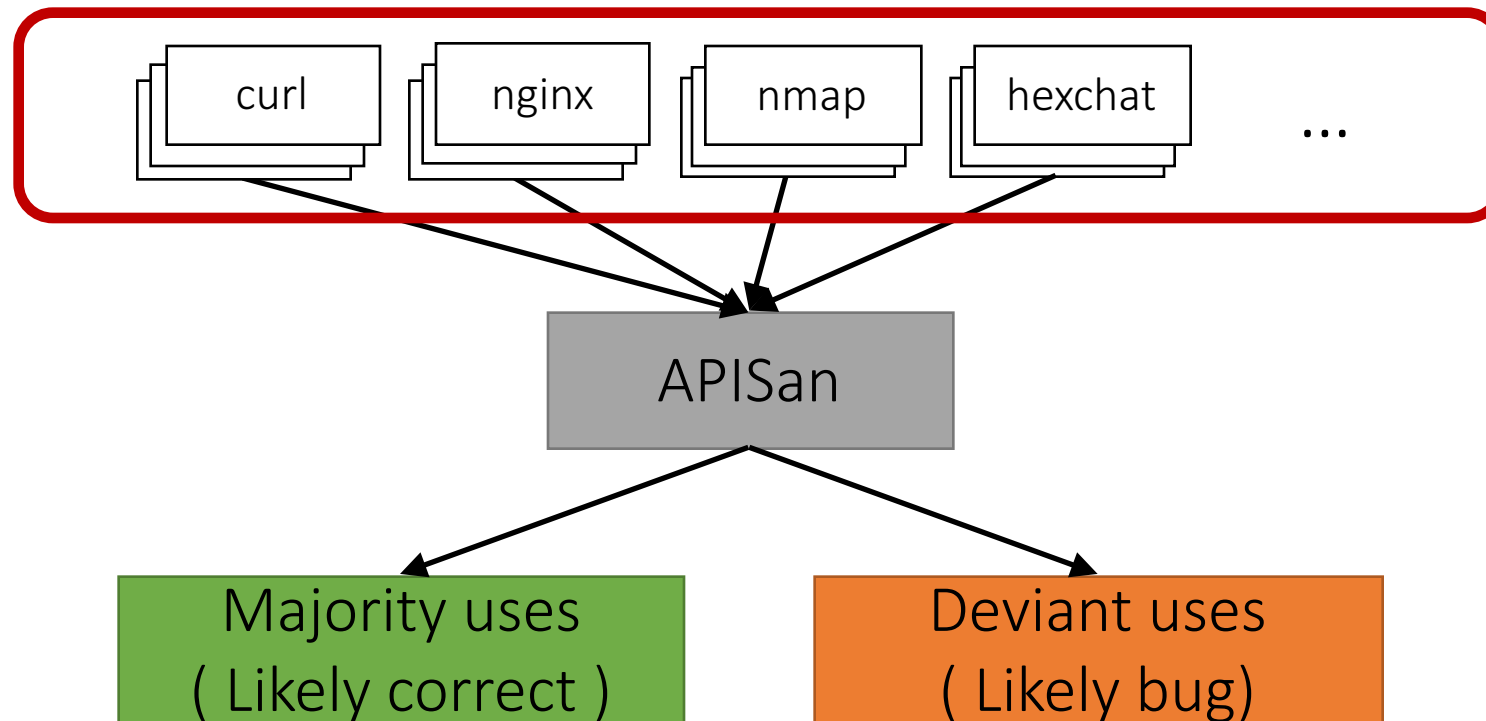 curl
nginx
nmap
hexchat
...
APISan
Majority uses
( Likely correct )
Deviant uses
( Likely bug)